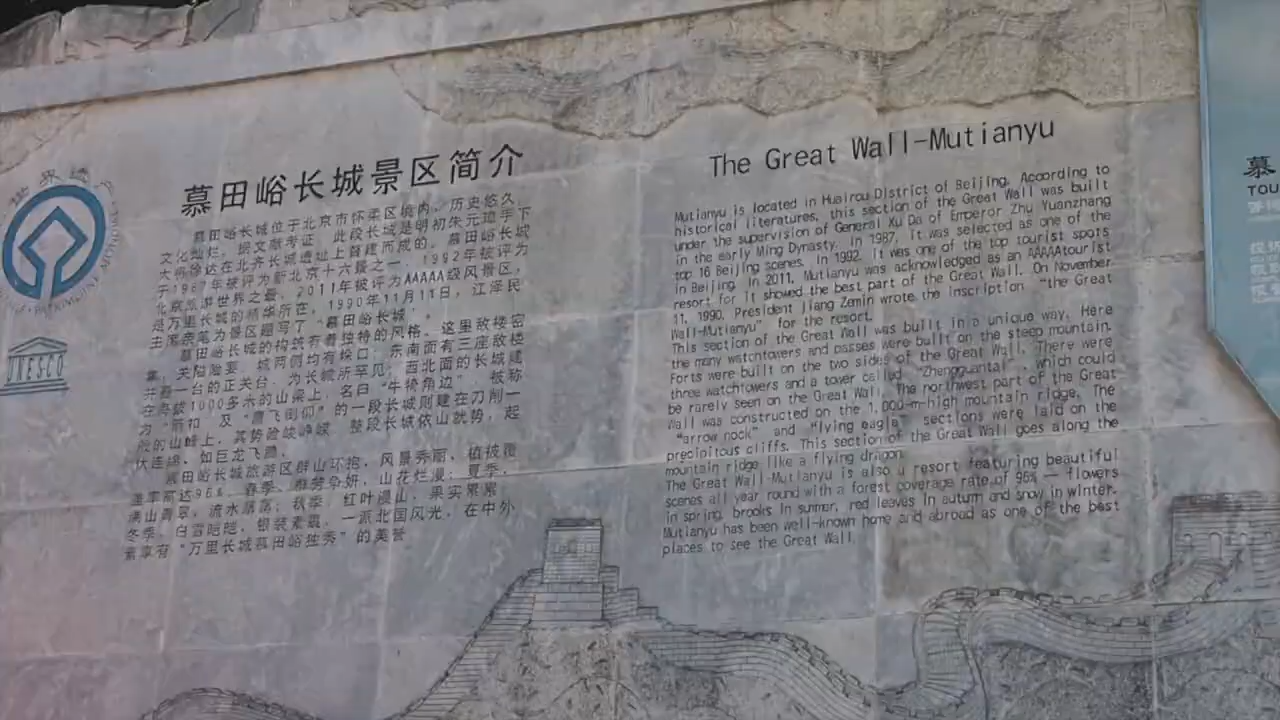 慕田峪长城景区简介
慕田峪长城位于北京市怀柔区境内，历史悠久，
文化灿烂。据文献考证，此段长城是明初朱元璋手下
大将徐达在北齐长城遗址上督建而成的。慕田峪长城
于1987年被评为新北京十六景之一，1992年被评为
北京旅游世界之最，2011年被评为AAAAA级风景区，
是万里长城的精华所在，1990年11月11日，江泽民
主席亲笔为景区题写了“慕田峪长城”。
慕田峪长城的构筑有着独特的风格，这里敌楼密
集，关隘险要，城两侧均有垛口；东南面有三座敌楼
并矗一台的正关台，为长城所罕见；西北面的长城建
在海拔1000多米的山梁上，名曰“牛犄角边”，被称
为“箭扣”及“鹰飞倒仰”的一段长城则建在刀削一
般的山峰上，其势险峻峥嵘，整段长城依山就势，起
伏连绵，如巨龙飞腾。
慕田峪长城旅游区群山环抱，风景秀丽，植被覆
盖率高达96%，春季，群芳争妍，山花烂漫；夏季，
满山青翠，流水潺潺；秋季，红叶漫山，果实累累；
冬季，白雪皑皑，银装素裹，一派北国风光，在中外
素享有“万里长城慕田峪独秀”的美誉
The Great Wall-Mutianyu
Mutianyu is located in Huairou District of Beijing. According to
historical literatures, this section of the Great Wall was built
under the supervision of General Xu Da of Emperor Zhu Yuanzhang
in the early Ming Dynasty. In 1987, it was selected as one of the
top 16 Beijing scenes. In 1992, it was one of the top tourist spots
in Beijing. In 2011, Mutianyu was acknowledged as an AAAAAtourist
resort for it showed the best part of the Great Wall. On November
11, 1990, President Jiang Zemin wrote the inscription "the Great
Wall-Mutianyu" for the resort.
This section of the Great Wall was built in a unique way. Here
the many watchtowers and passes were built on the steep mountain.
Forts were built on the two sides of the Great Wall. There were
three watchtowers and a tower called "Zhengguantai", which could
be rarely seen on the Great Wall. The northwest part of the Great
Wall was constructed on the 1,000-m-high mountain ridge. The
"arrow nock" and "lying eagle" sections were laid on the
precipitous cliffs. This section of the Great Wall goes along the
mountain ridge like a flying dragon.
The Great Wall-Mutianyu is also a resort featuring beautiful
scenes all year round with a forest coverage rate of 96% — flowers
in spring, brooks in summer, red leaves in autumn and snow in winter.
Mutianyu has been well-known home and abroad as one of the best
places to see the Great Wall.
世界遗产
UNESCO
慕
TOU